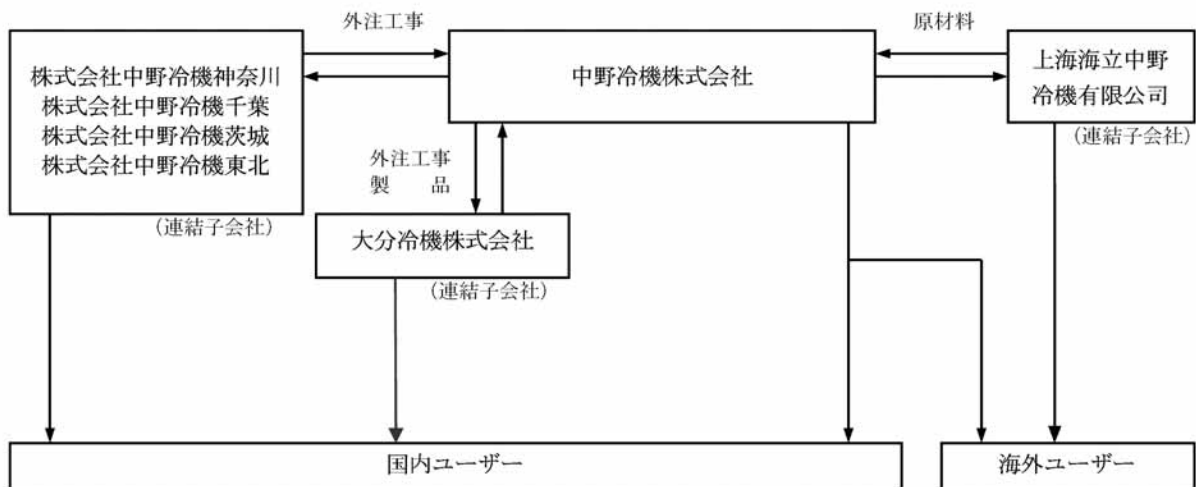 外注工事
原材料
株式会社中野冷機神奈川
株式会社中野冷機千葉
株式会社中野冷機茨城
株式会社中野冷機東北
(連結子会社)
中野冷機株式会社
上海海立中野
冷機有限公司
(連結子会社)
外注工事
製　品
大分冷機株式会社
(連結子会社)
国内ユーザー
海外ユーザー